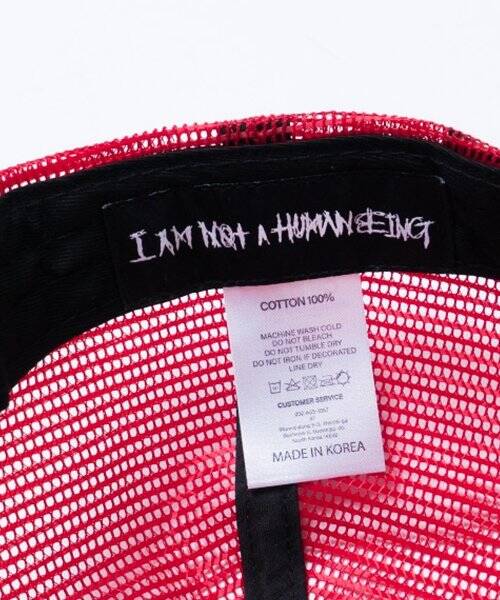 I AM NOT A HUMAN BEING
COTTON 100%
MACHINE WASH COLD
DO NOT BLEACH
DO NOT TUMBLE DRY
DO NOT IRON IF DECORATED
LINE DRY
CUSTOMER SERVICE
MADE IN KOREA